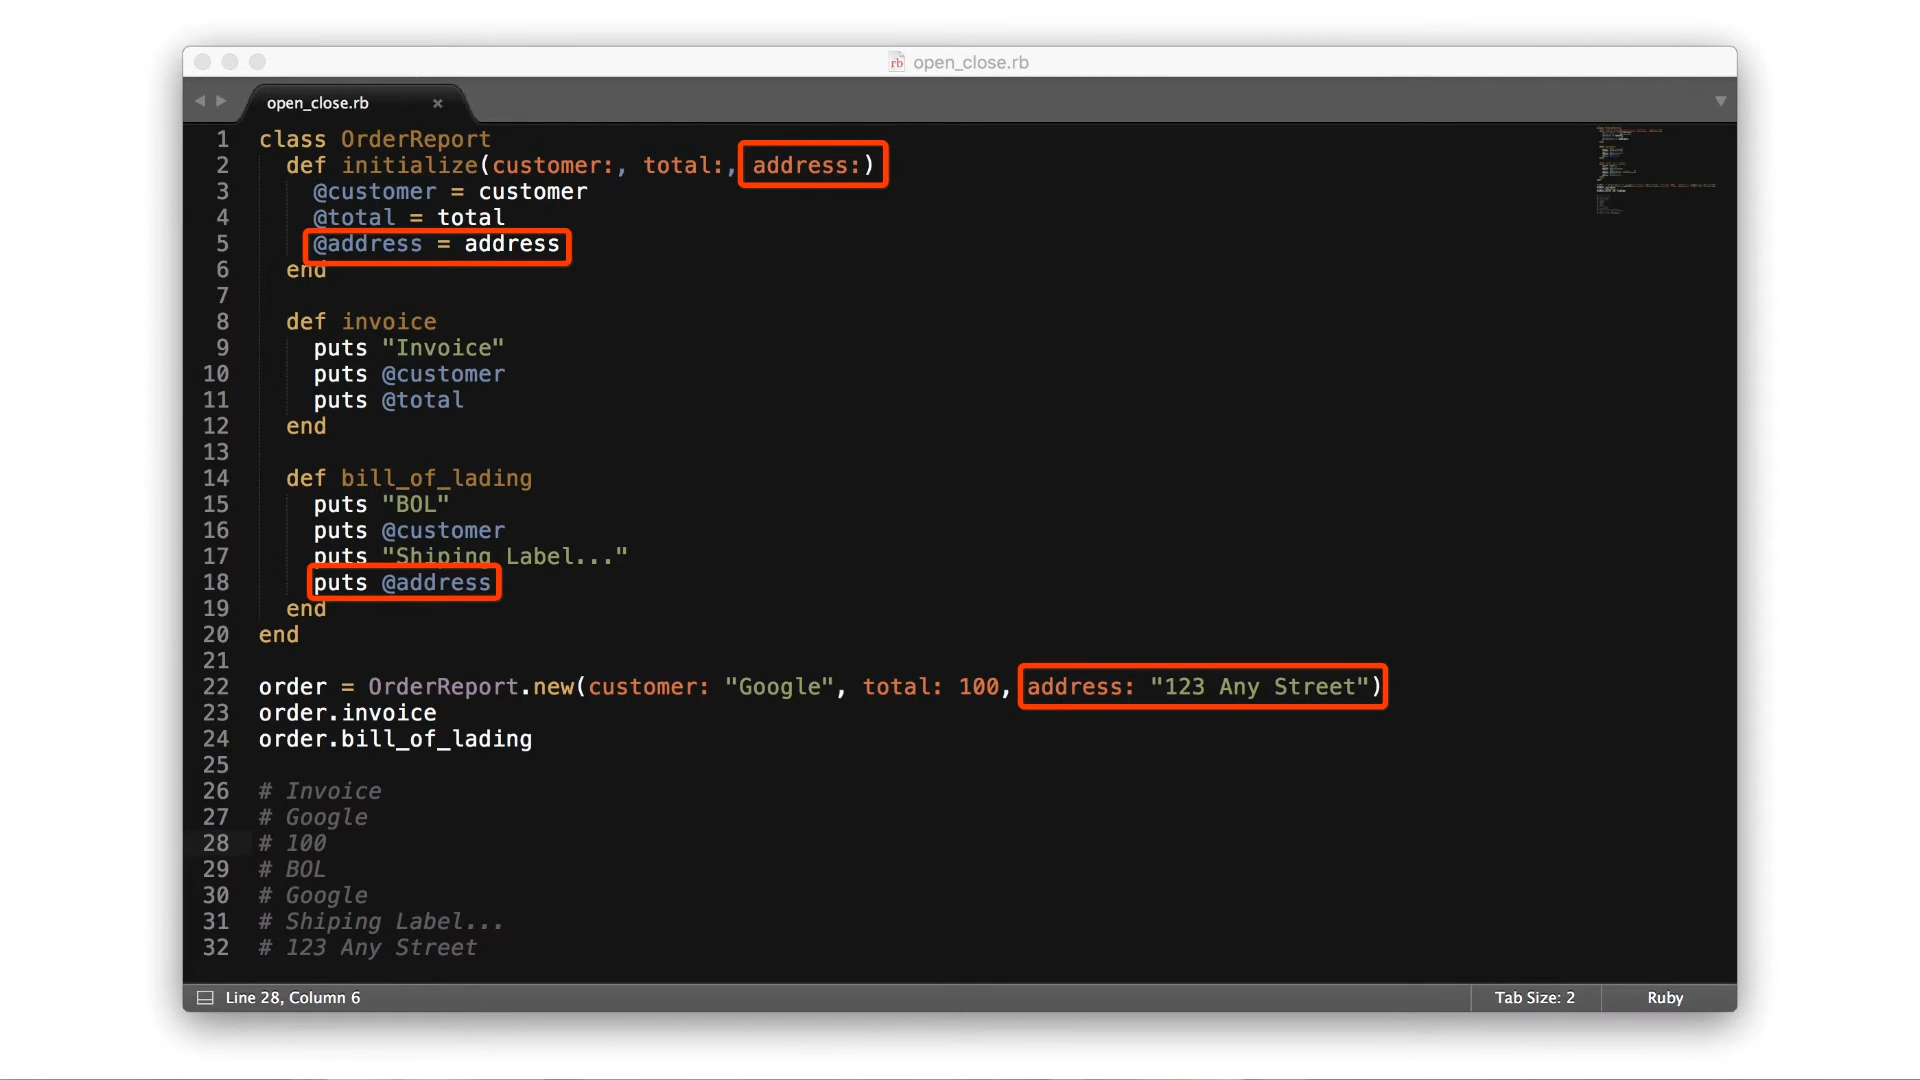 open_close.rb
open_close.rb ×
1 class OrderReport
2   def initialize(customer:, total:, address:)
3     @customer = customer
4     @total = total
5     @address = address
6   end
7
8   def invoice
9     puts "Invoice"
10     puts @customer
11     puts @total
12   end
13
14   def bill_of_lading
15     puts "BOL"
16     puts @customer
17     puts "Shiping Label..."
18     puts @address
19   end
20 end
21
22 order = OrderReport.new(customer: "Google", total: 100, address: "123 Any Street")
23 order.invoice
24 order.bill_of_lading
25
26 # Invoice
27 # Google
28 # 100
29 # BOL
30 # Google
31 # Shiping Label...
32 # 123 Any Street
Line 28, Column 6 Tab Size: 2 Ruby